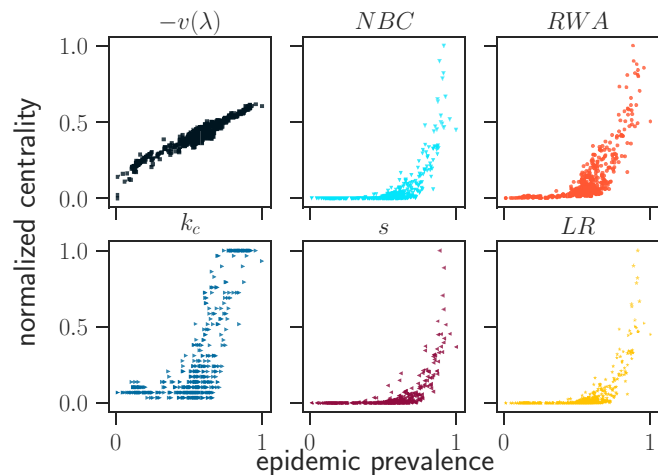 −v(λ) NBC RWA
1.0
0.5
0.0
k_c s LR
1.0
0.5
0.0
0 1 0 1 0 1
normalized centrality
epidemic prevalence